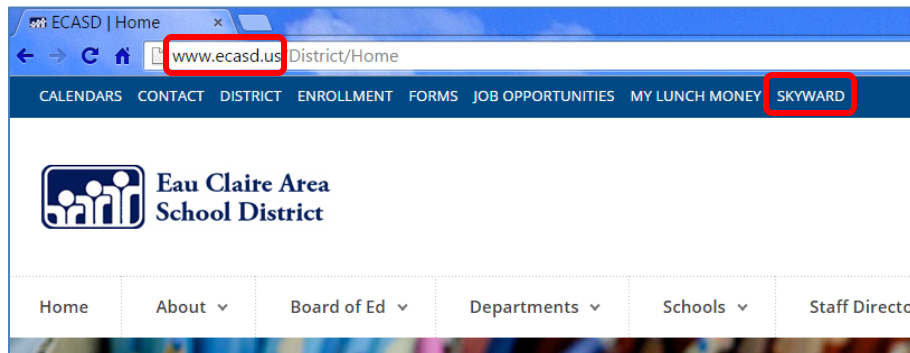 ECASD | Home ×
www.ecasd.us/District/Home
CALENDARS CONTACT DISTRICT ENROLLMENT FORMS JOB OPPORTUNITIES MY LUNCH MONEY SKYWARD
Eau Claire Area
School District
Home About Board of Ed Departments Schools Staff Directo